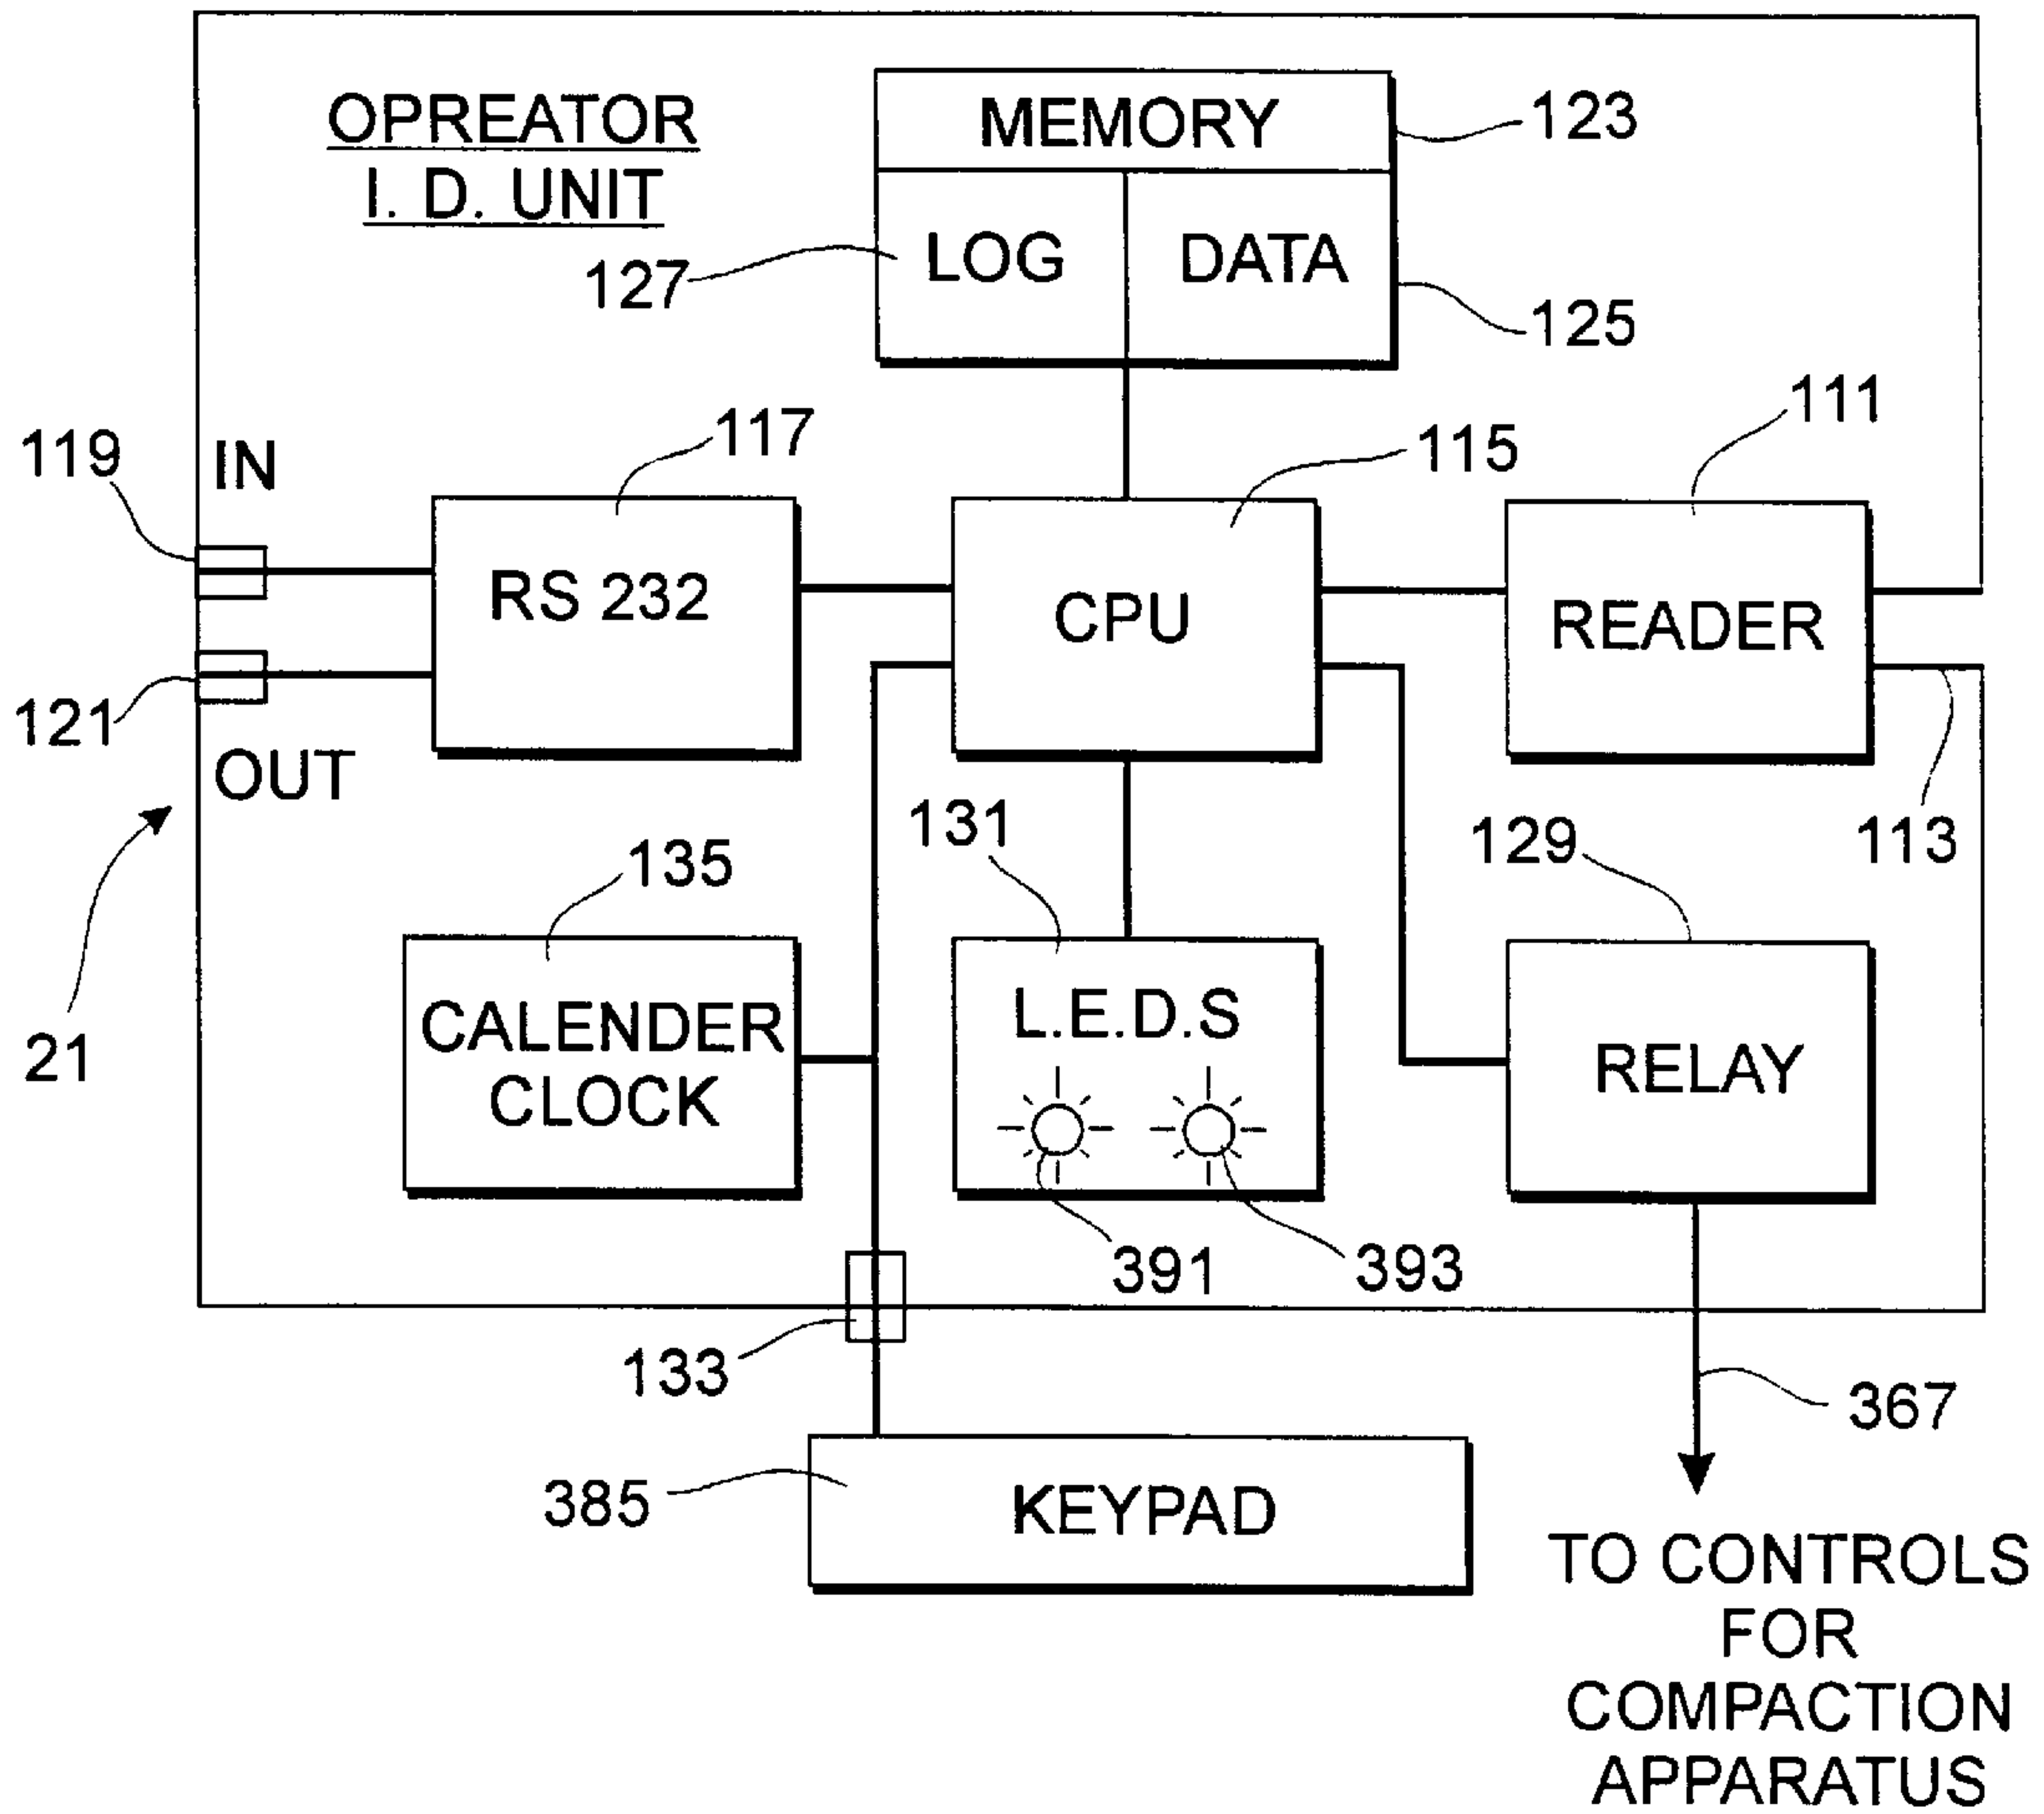 OPREATOR
I. D. UNIT
MEMORY
123
LOG
DATA
127
125
111
117
115
119
IN
RS 232
CPU
READER
121
OUT
131
129
113
135
21
CALENDER
CLOCK
L.E.D.S
RELAY
391
393
133
367
385
KEYPAD
TO CONTROLS
FOR
COMPACTION
APPARATUS